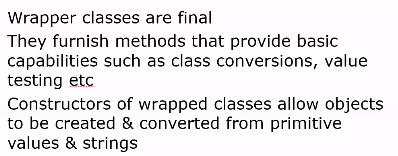 Wrapper classes are final
They furnish methods that provide basic
capabilities such as class conversions, value
testing etc
Constructors of wrapped classes allow objects
to be created & converted from primitive
values & strings